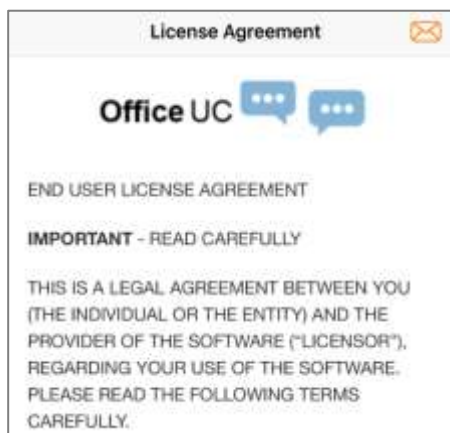 License Agreement
Office UC
END USER LICENSE AGREEMENT
IMPORTANT - READ CAREFULLY
THIS IS A LEGAL AGREEMENT BETWEEN YOU
(THE INDIVIDUAL OR THE ENTITY) AND THE
PROVIDER OF THE SOFTWARE ("LICENSOR"),
REGARDING YOUR USE OF THE SOFTWARE.
PLEASE READ THE FOLLOWING TERMS
CAREFULLY.